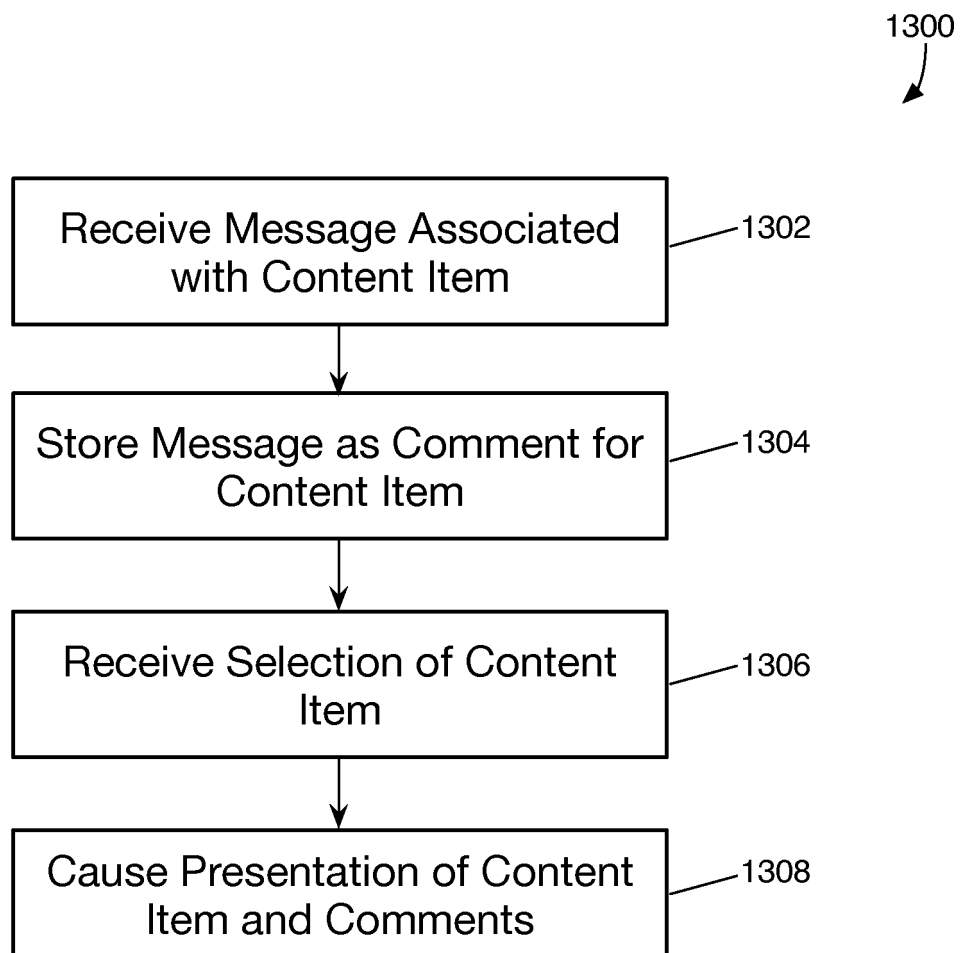 1300
Receive Message Associated
with Content Item
1302
Store Message as Comment for
Content Item
1304
Receive Selection of Content
Item
1306
Cause Presentation of Content
Item and Comments
1308